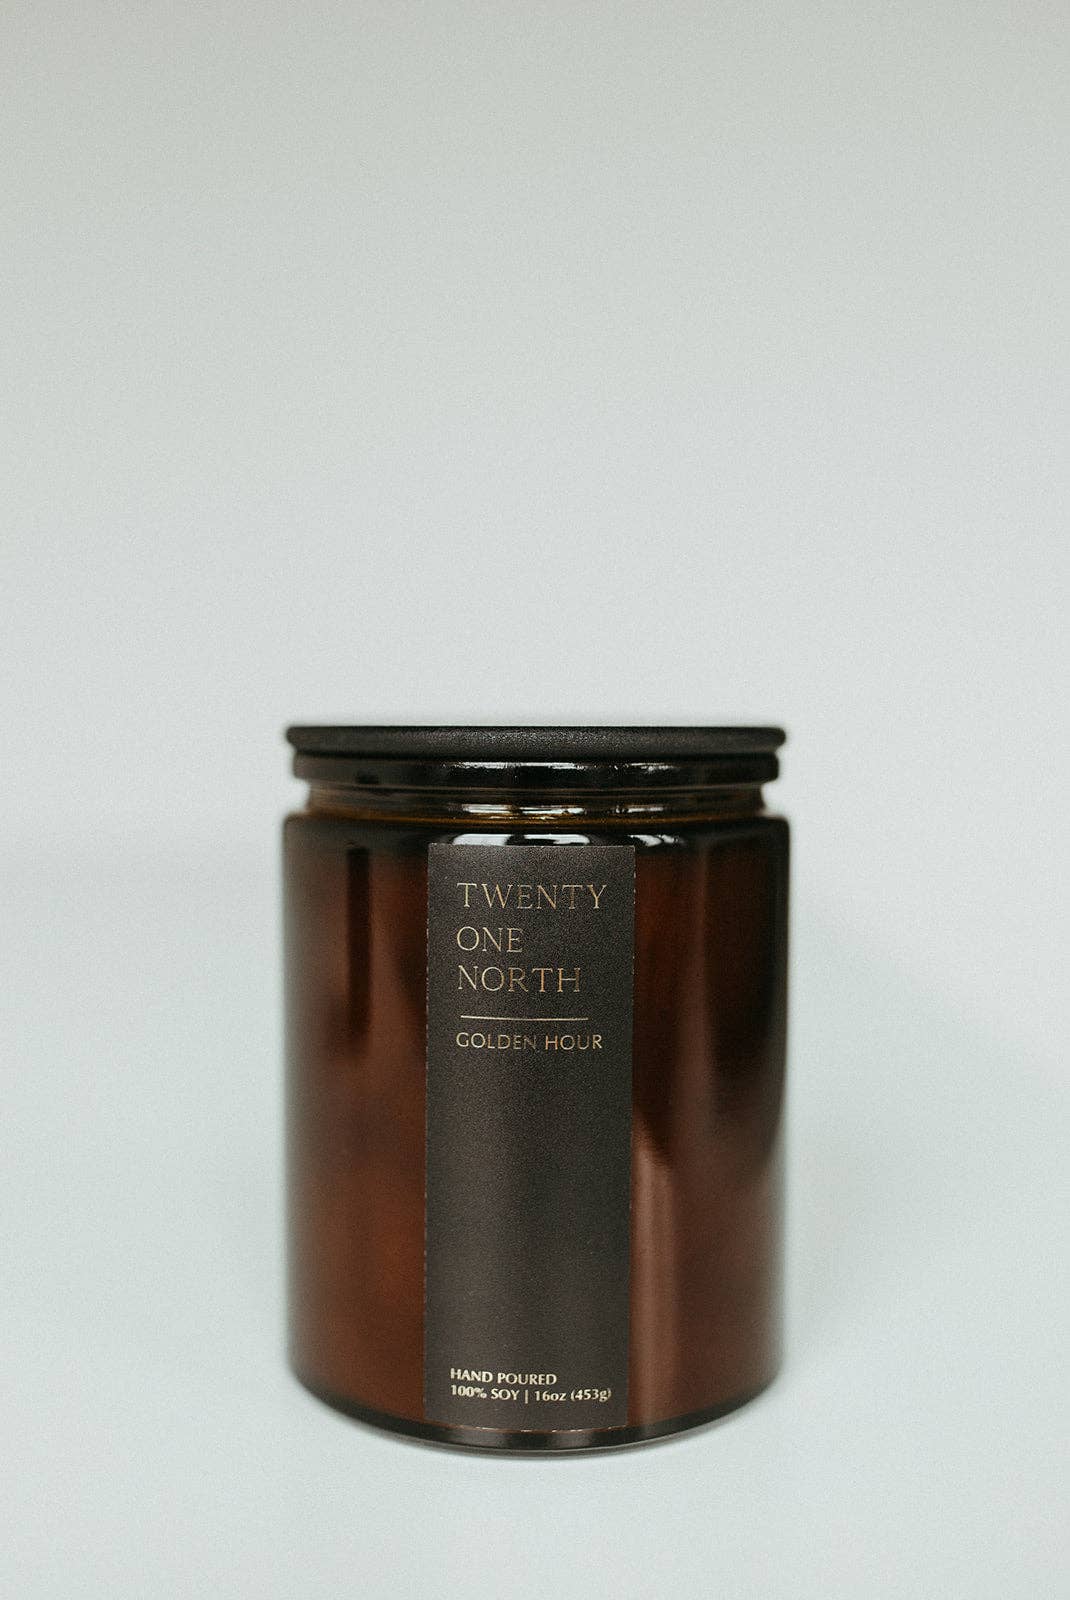 TWENTY
ONE
NORTH
GOLDEN HOUR
HAND POURED
100% SOY | 16oz (453g)